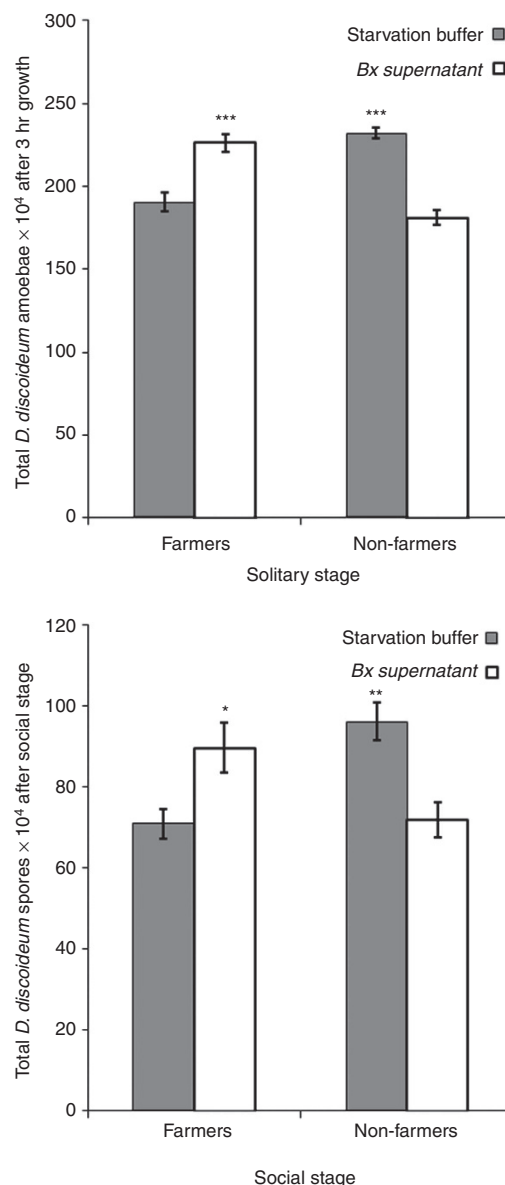 Total D. discoideum amoebae × 10⁴ after 3 hr growth
300
250
200
150
100
50
0
Starvation buffer
Bx supernatant
***
***
Farmers
Non-farmers
Solitary stage
Total D. discoideum spores × 10⁴ after social stage
120
100
80
60
40
20
0
Starvation buffer
Bx supernatant
*
**
Farmers
Non-farmers
Social stage